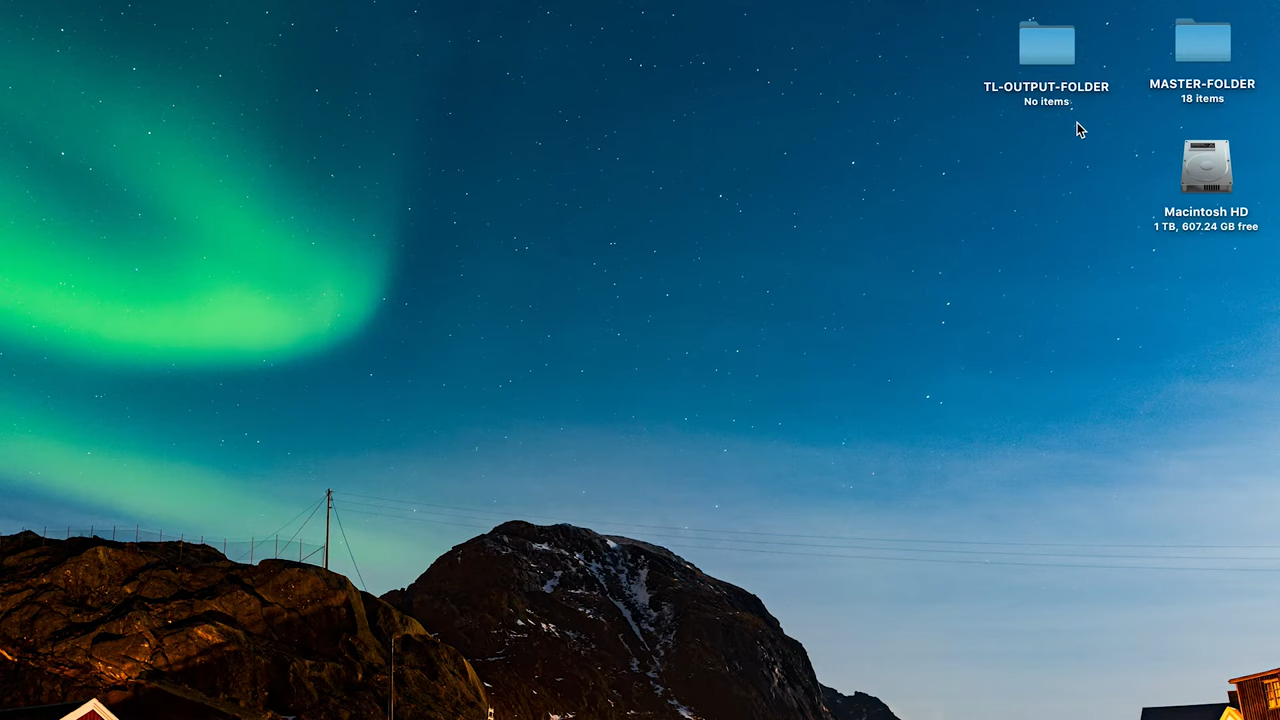 TL-OUTPUT-FOLDER
No items
MASTER-FOLDER
18 items
Macintosh HD
1 TB, 607.24 GB free